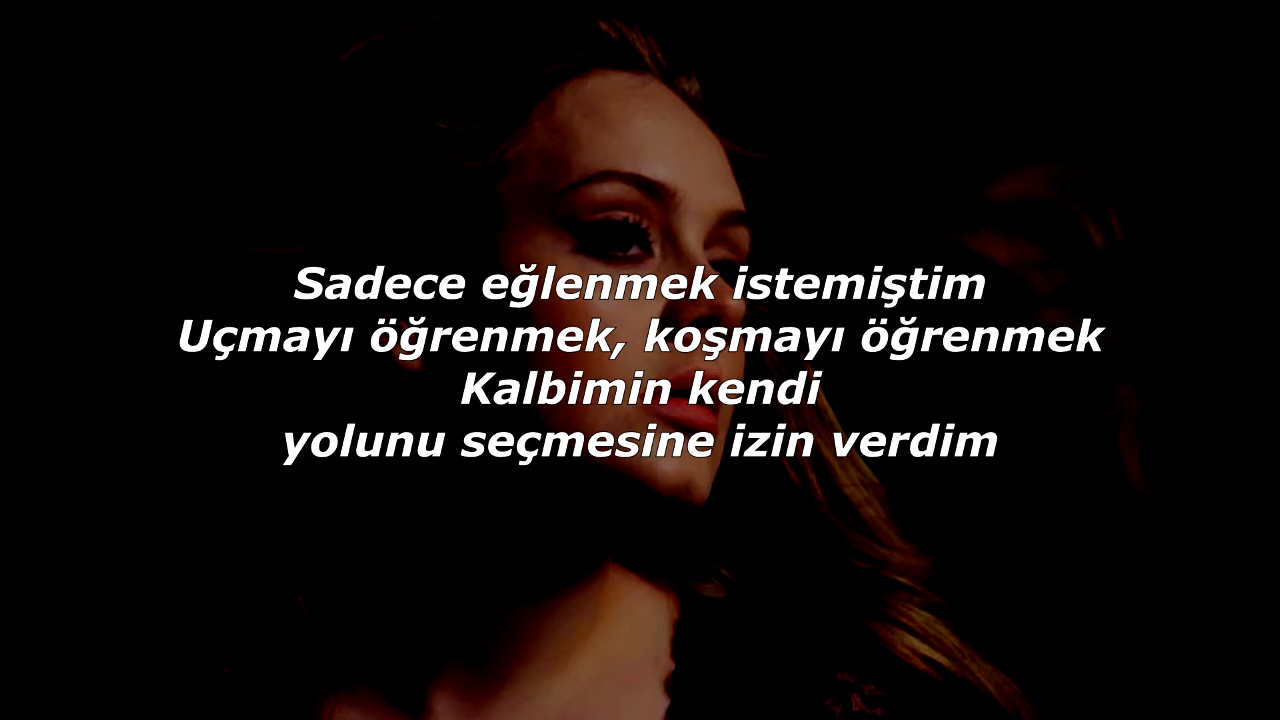 Sadece eğlenmek istemiştim
Uçmayı öğrenmek, koşmayı öğrenmek
Kalbimin kendi
yolunu seçmesine izin verdim